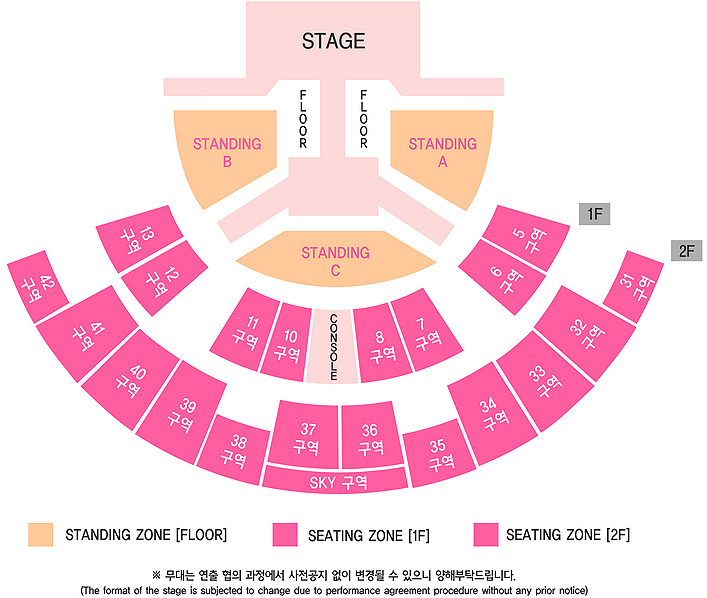 STAGE
FLOOR
FLOOR
STANDING
B
STANDING
A
STANDING
C
1F
2F
13
구역
12
구역
5
구역
6
구역
42
구역
41
구역
40
구역
39
구역
38
구역
11
구역
10
구역
CONSOLE
8
구역
7
구역
31
구역
32
구역
33
구역
34
구역
35
구역
37
구역
36
구역
SKY 구역
STANDING ZONE [FLOOR]
SEATING ZONE [1F]
SEATING ZONE [2F]
※ 무대는 연출 협의 과정에서 사전공지 없이 변경될 수 있으니 양해부탁드립니다.
(The format of the stage is subjected to change due to performance agreement procedure without any prior notice)